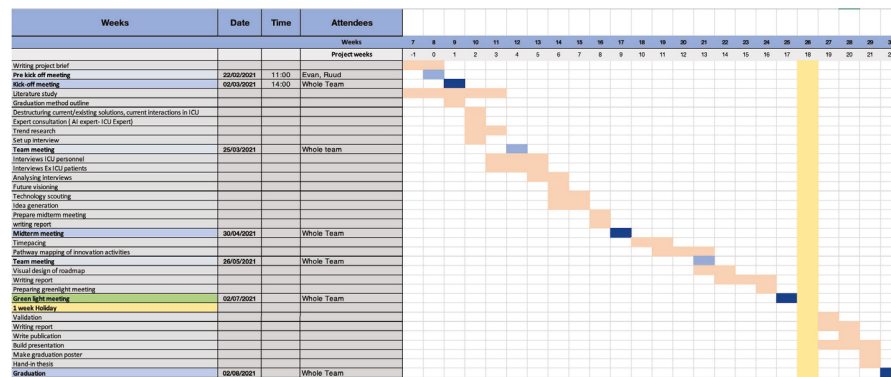 Weeks Date Time Attendees
Weeks 7 8 9 10 11 12 13 14 15 16 17 18 19 20 21 22 23 24 25 26 27 28 29
Project weeks -1 0 1 2 3 4 5 6 7 8 9 10 11 12 13 14 15 16 17 18 19 20 21
Writing project brief
Pre kick off meeting 22/02/2021 11:00 Evan, Ruud
Kick-off meeting 02/03/2021 14:00 Whole Team
Literature study
Graduation method outline
Destructuring current/existing solutions, current interactions in ICU
Expert consultation ( AI expert- ICU Expert)
Trend research
Set up interview
Team meeting 25/03/2021 Whole team
Interviews ICU personnel
Interviews Ex ICU patients
Analysing interviews
Future visioning
Technology scouting
Idea generation
Prepare midterm meeting
writing report
Midterm meeting 30/04/2021 Whole Team
Timepacing
Pathway mapping of innovation activities
Team meeting 26/05/2021 Whole Team
Visual design of roadmap
Writing report
Preparing greenlight meeting
Green light meeting 02/07/2021 Whole Team
1 week Holiday
Validation
Writing report
Write publication
Build presentation
Make graduation poster
Hand-in thesis
Graduation 02/08/2021 Whole Team